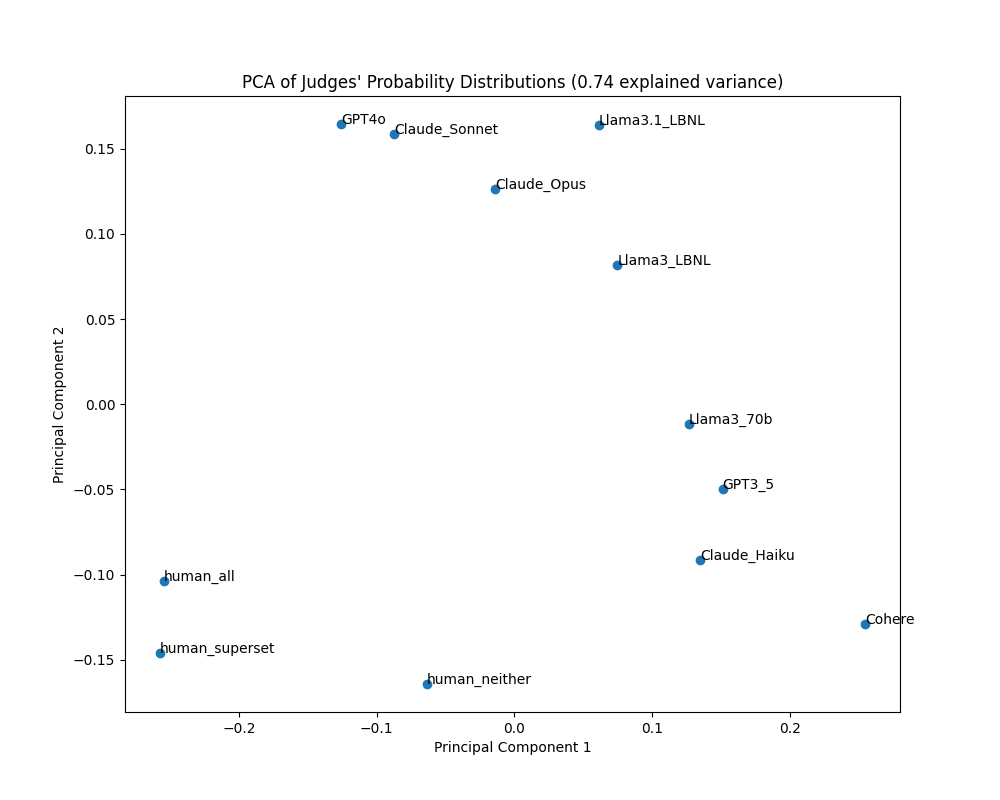 PCA of Judges' Probability Distributions (0.74 explained variance)
GPT4o
Claude_Sonnet
Llama3.1_LBNL
Claude_Opus
Llama3_LBNL
Llama3_70b
GPT3_5
Claude_Haiku
human_all
Cohere
human_superset
human_neither
0.15
0.10
0.05
0.00
−0.05
−0.10
−0.15
Principal Component 2
−0.2
−0.1
0.0
0.1
0.2
Principal Component 1